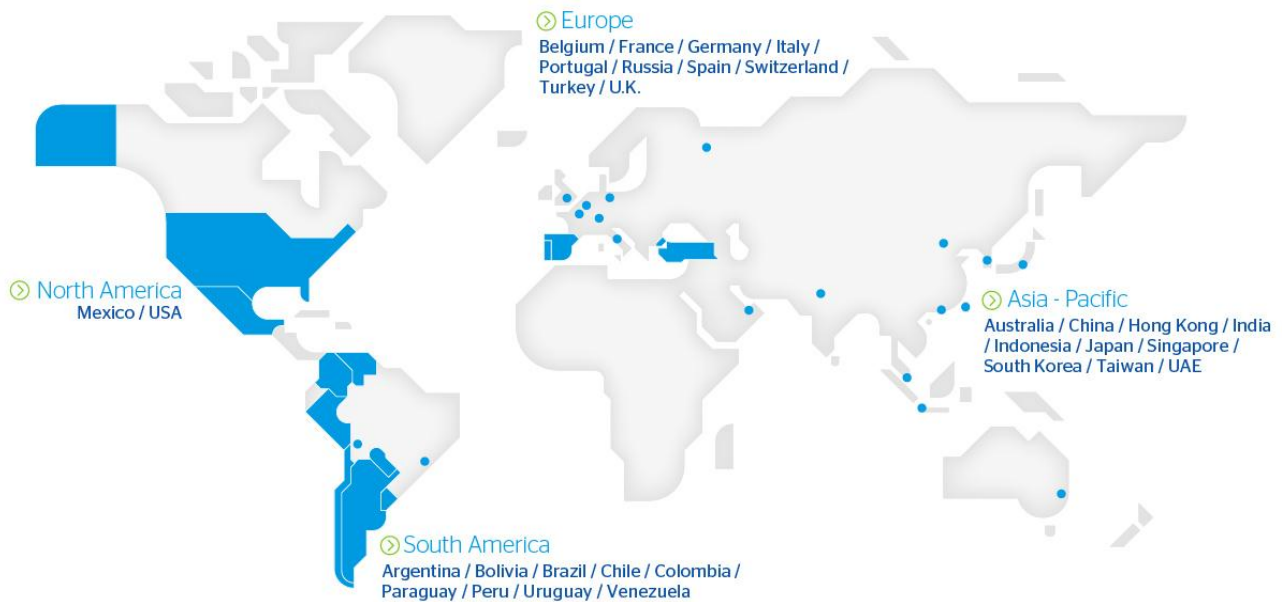 Europe
Belgium / France / Germany / Italy /
Portugal / Russia / Spain / Switzerland /
Turkey / U.K.
North America
Mexico / USA
Asia - Pacific
Australia / China / Hong Kong / India
/ Indonesia / Japan / Singapore /
South Korea / Taiwan / UAE
South America
Argentina / Bolivia / Brazil / Chile / Colombia /
Paraguay / Peru / Uruguay / Venezuela